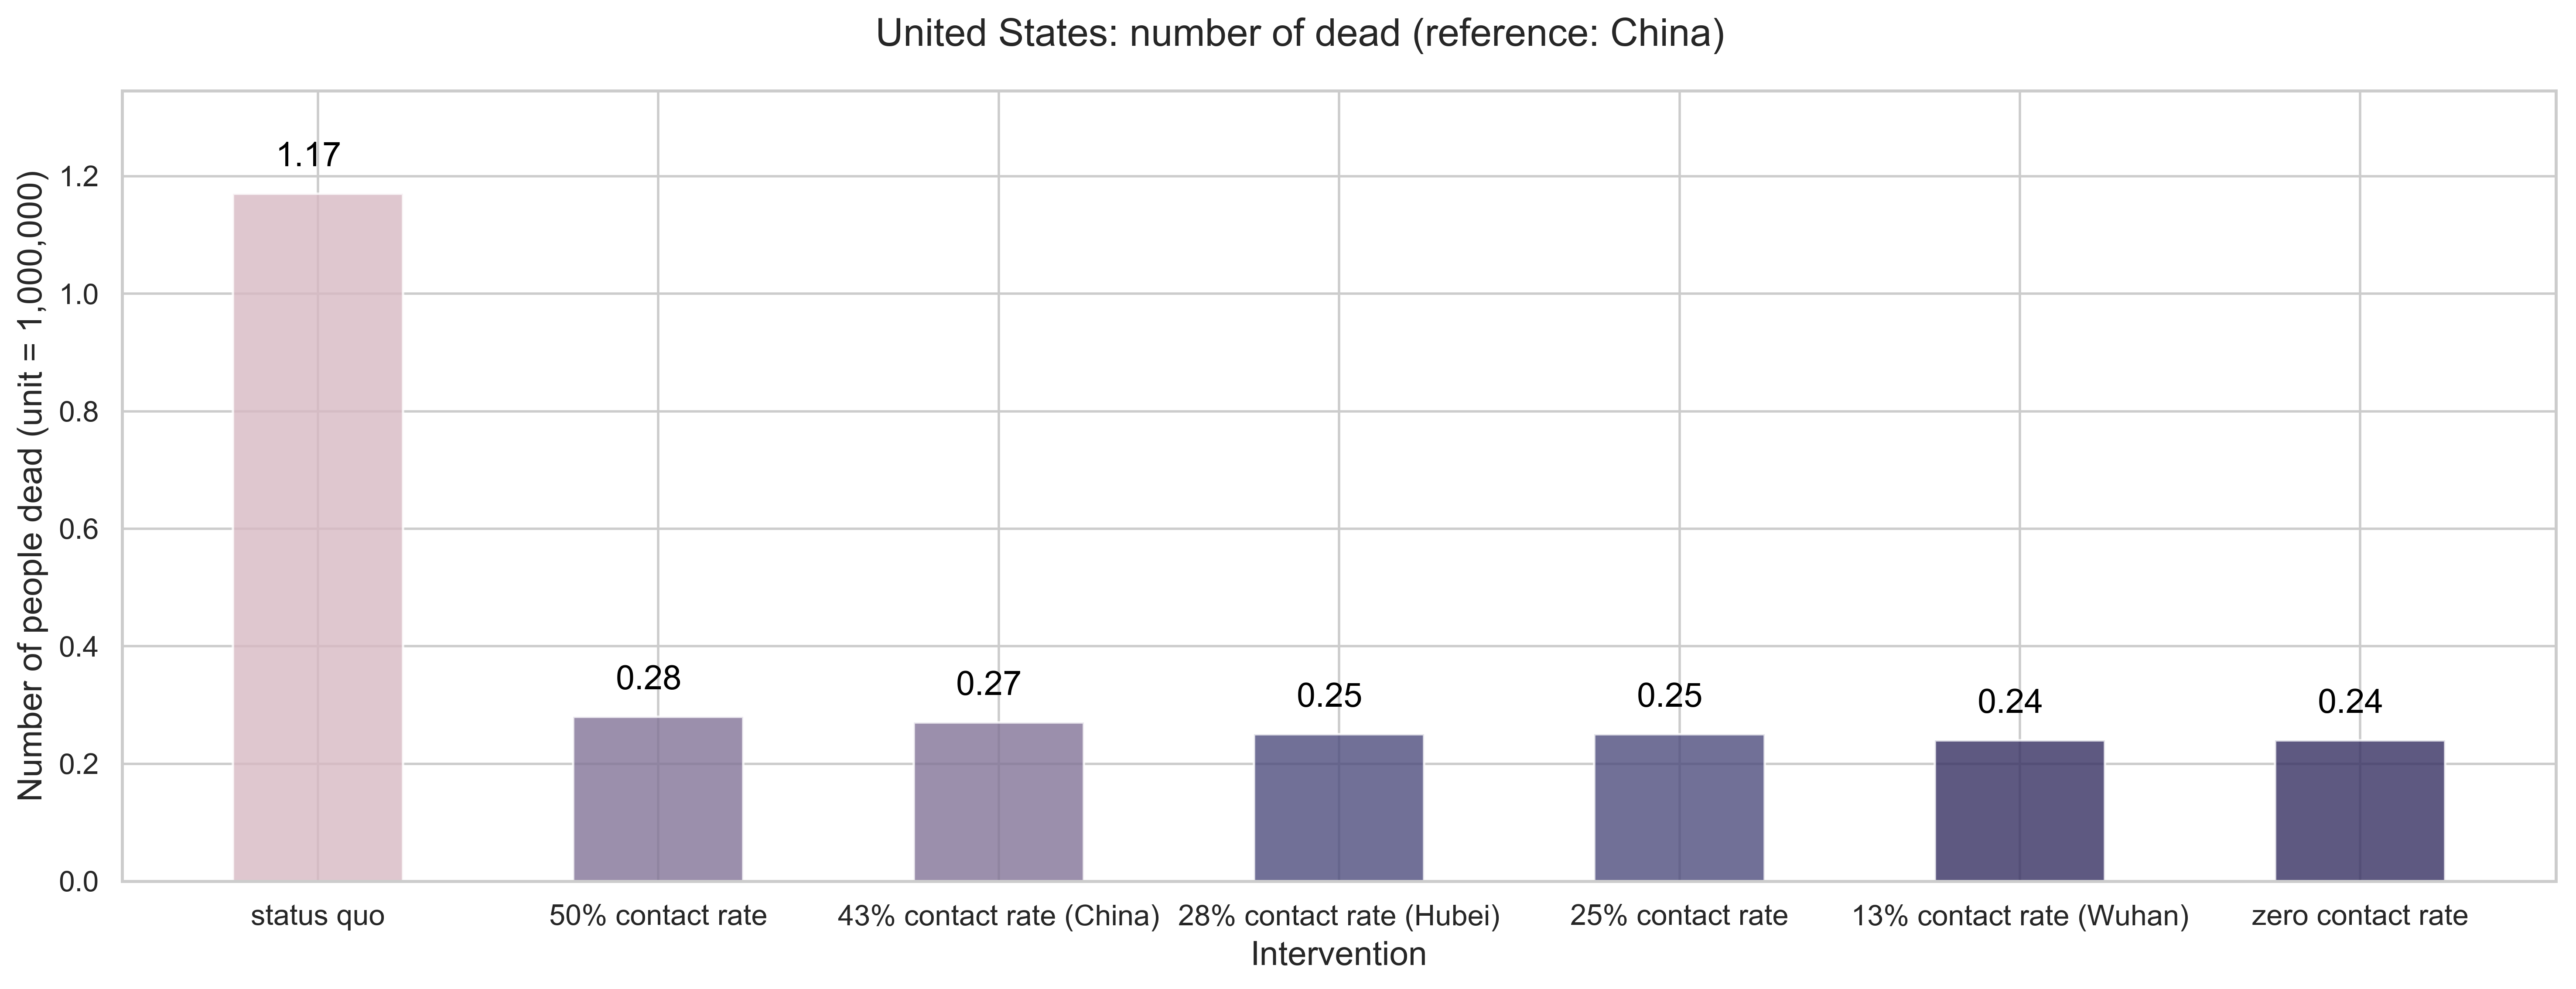 United States: number of dead (reference: China)
Number of people dead (unit = 1,000,000)
1.2
1.0
0.8
0.6
0.4
0.2
0.0
1.17
0.28
0.27
0.25
0.25
0.24
0.24
status quo
50% contact rate
43% contact rate (China)
28% contact rate (Hubei)
25% contact rate
13% contact rate (Wuhan)
zero contact rate
Intervention